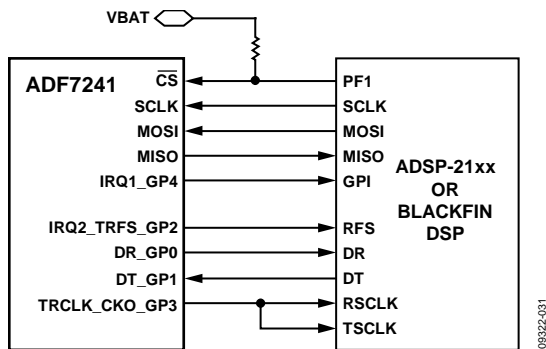 VBAT
ADF7241
CS
SCLK
MOSI
MISO
IRQ1_GP4
IRQ2_TRFS_GP2
DR_GP0
DT_GP1
TRCLK_CKO_GP3
PF1
SCLK
MOSI
MISO
GPI
RFS
DR
DT
RSCLK
TSCLK
ADSP-21xx
OR
BLACKFIN
DSP
09322-031